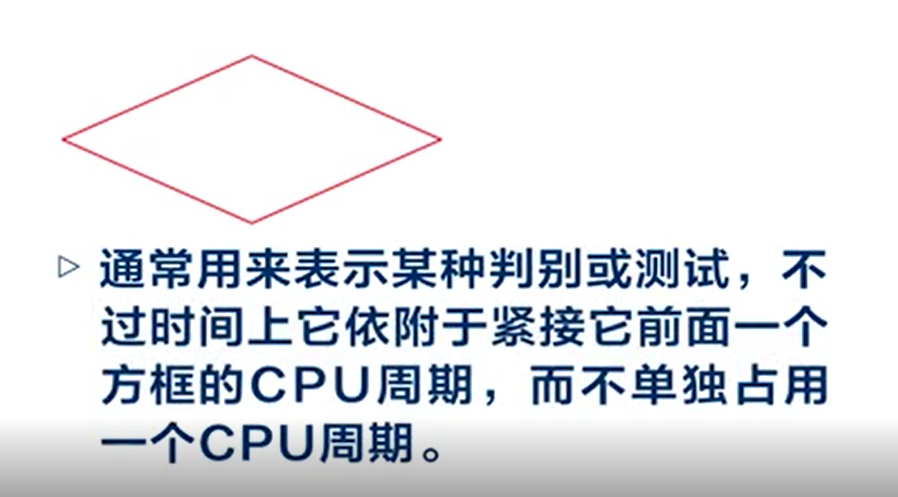 通常用来表示某种判别或测试，不
过时间上它依附于紧接它前面一个
方框的CPU周期，而不单独占用
一个CPU周期。